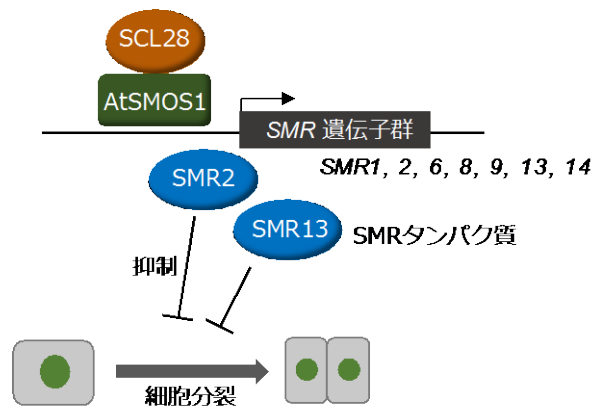 SCL28
AtSMOS1
SMR 遺伝子群
SMR1, 2, 6, 8, 9, 13, 14
SMR2
SMR13
SMRタンパク質
抑制
細胞分裂